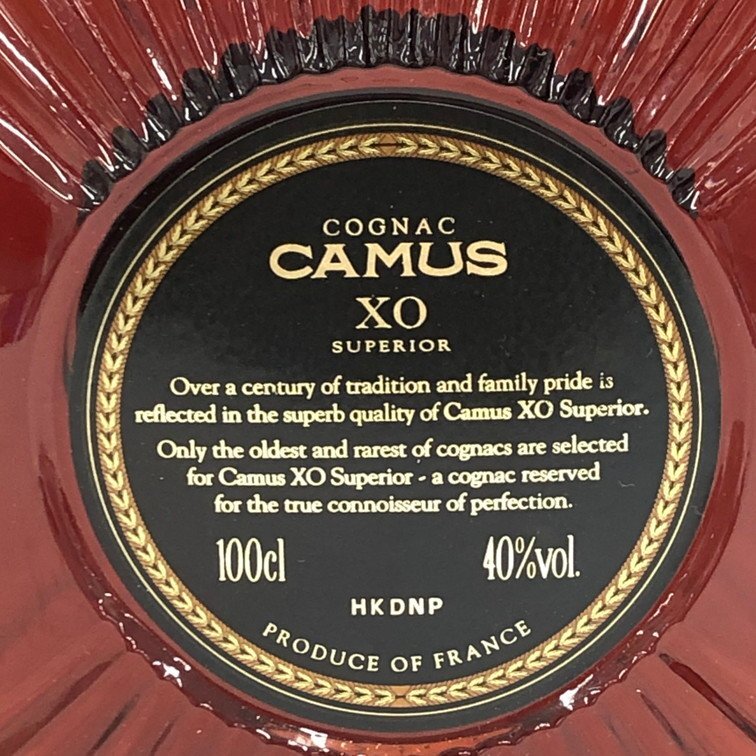 COGNAC
CAMUS
XO
SUPERIOR
Over a century of tradition and family pride is
reflected in the superb quality of Camus XO Superior.
Only the oldest and rarest of cognacs are selected
for Camus XO Superior - a cognac reserved
for the true connoisseur of perfection.
100cl 40%vol.
HKDNP
PRODUCE OF FRANCE